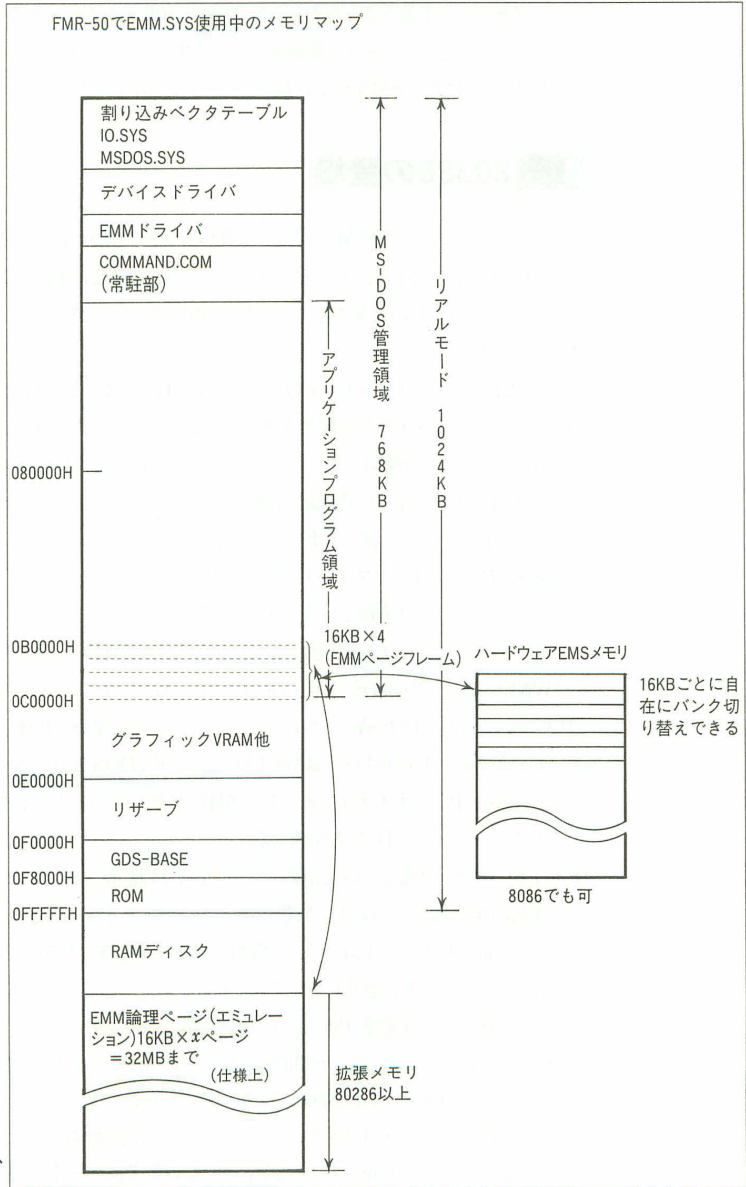 FMR-50でEMM.SYS使用中のメモリマップ
割り込みベクタテーブル
IO.SYS
MSDOS.SYS
デバイスドライバ
EMMドライバ
COMMAND.COM
(常駐部)
アプリケーションプログラム領域
MS-DOS管理領域 768KB
リアルモード 1024KB
080000H
0B0000H
16KB×4
(EMMページフレーム)
ハードウェアEMSメモリ
16KBごとに自
在にバンク切
り替えできる
0C0000H
グラフィックVRAM他
0E0000H
リザーブ
0F0000H
GDS-BASE
0F8000H
ROM
8086でも可
0FFFFFH
RAMディスク
EMM論理ページ(エミュレー
ション)16KB×xページ
=32MBまで
(仕様上)
拡張メモリ
80286以上